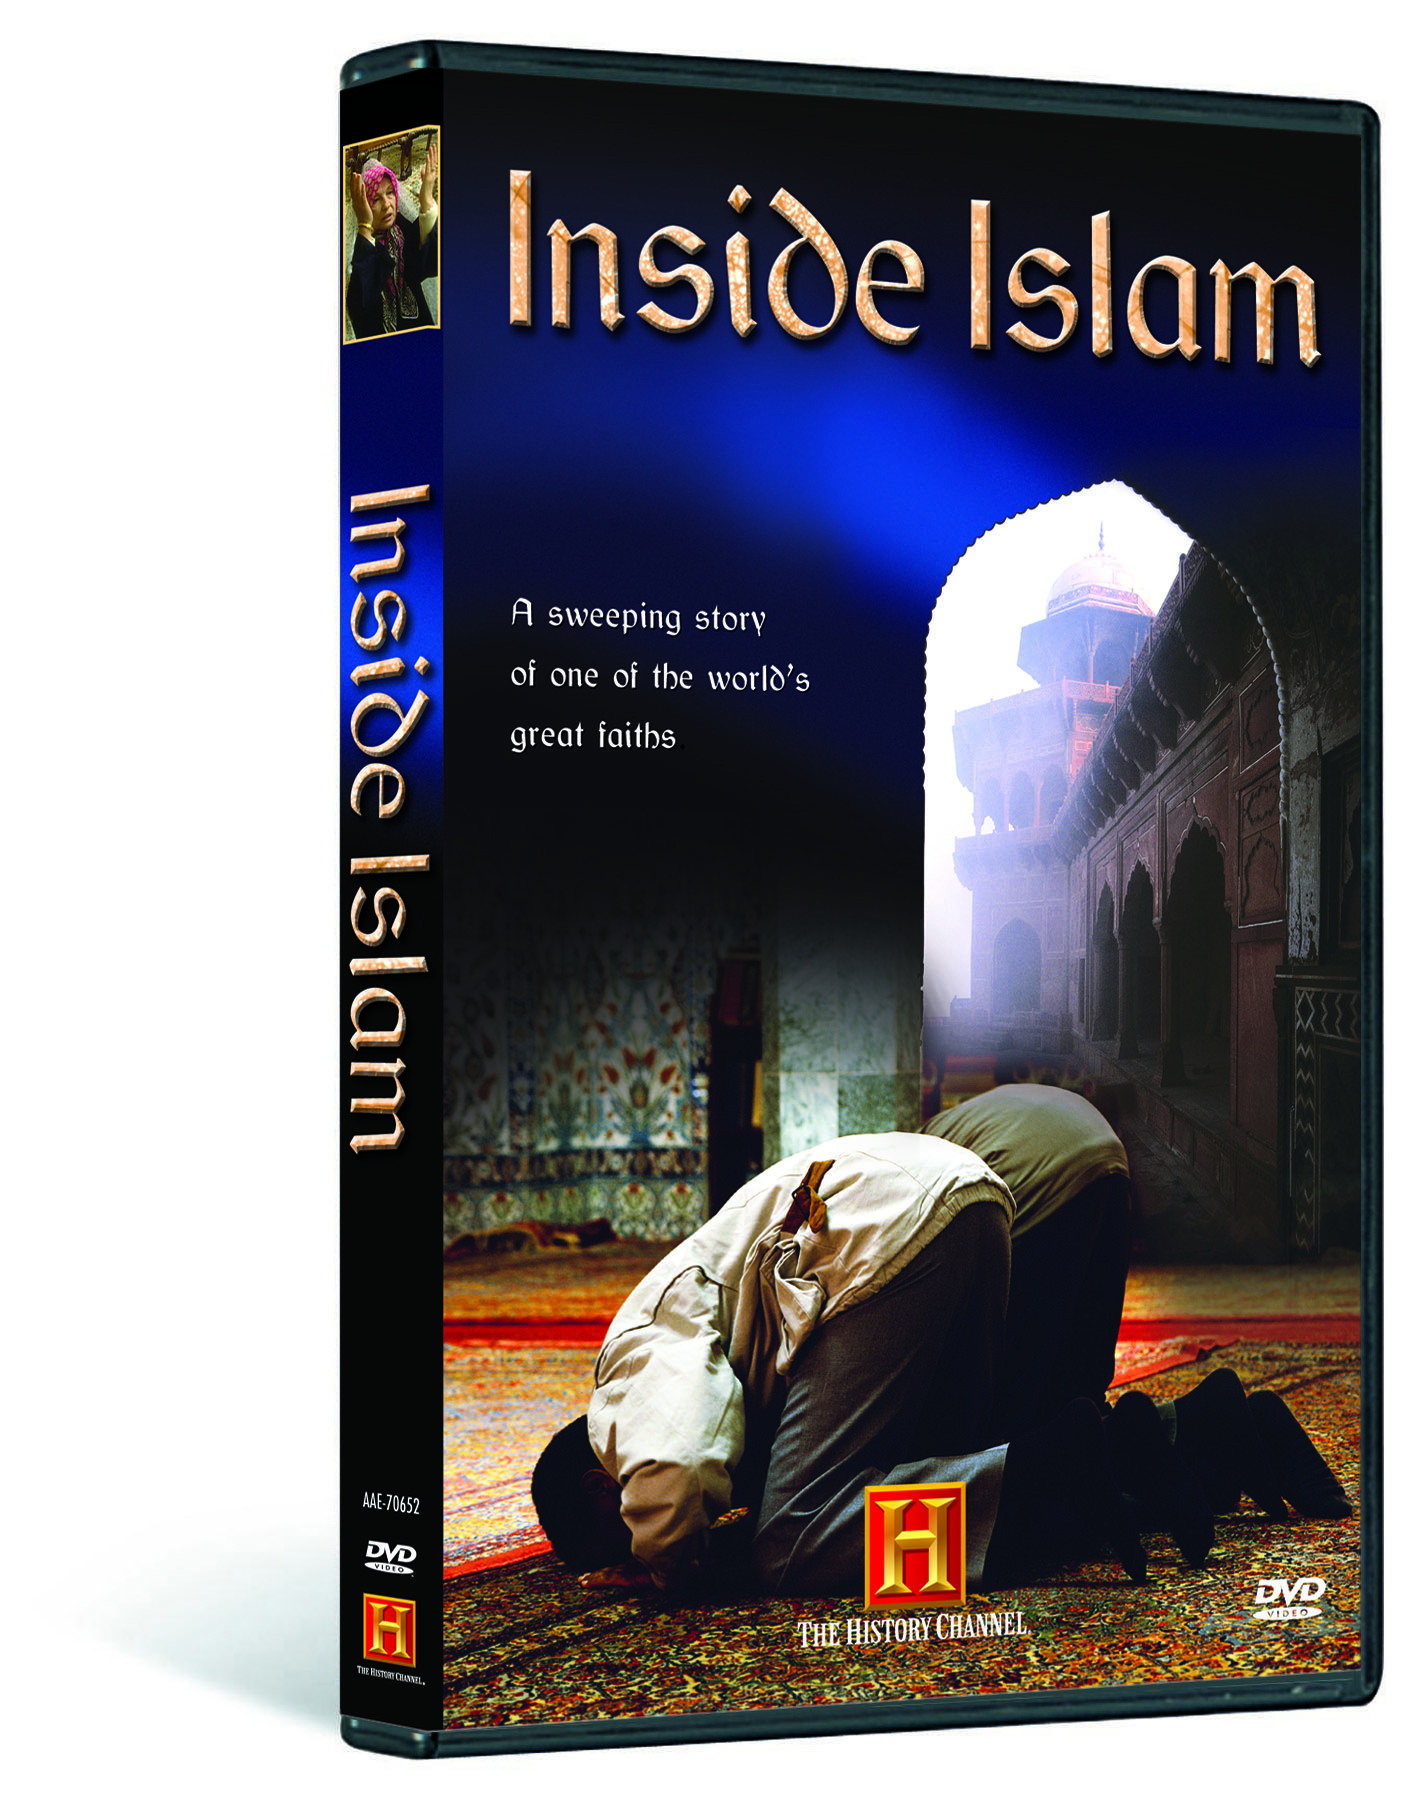 Inside Islam
A sweeping story
of one of the world's
great faiths.
H
THE HISTORY CHANNEL.
DVD
VIDEO
Inside Islam
AAE-70652
DVD
VIDEO
H
THE HISTORY CHANNEL.